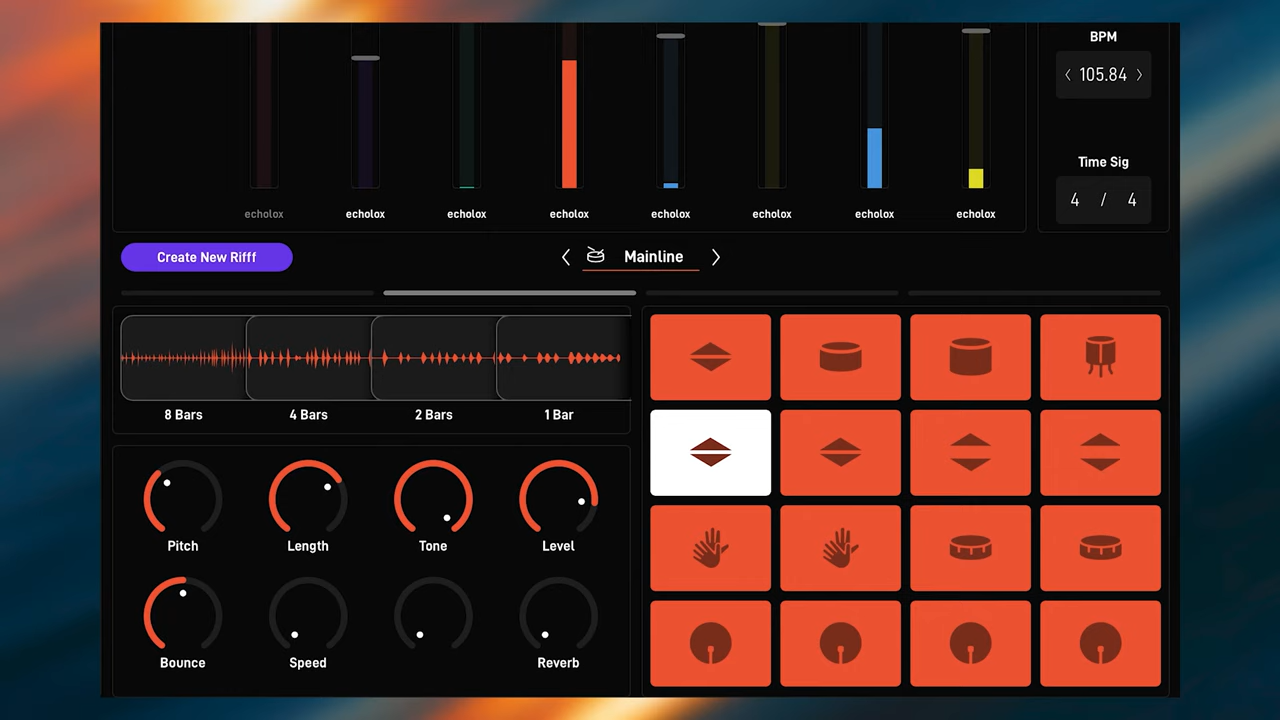 BPM
105.84
Time Sig
4 / 4
echolox echolox echolox echolox echolox echolox echolox echolox
Create New Rifff
Mainline
8 Bars 4 Bars 2 Bars 1 Bar
Pitch Length Tone Level
Bounce Speed Reverb